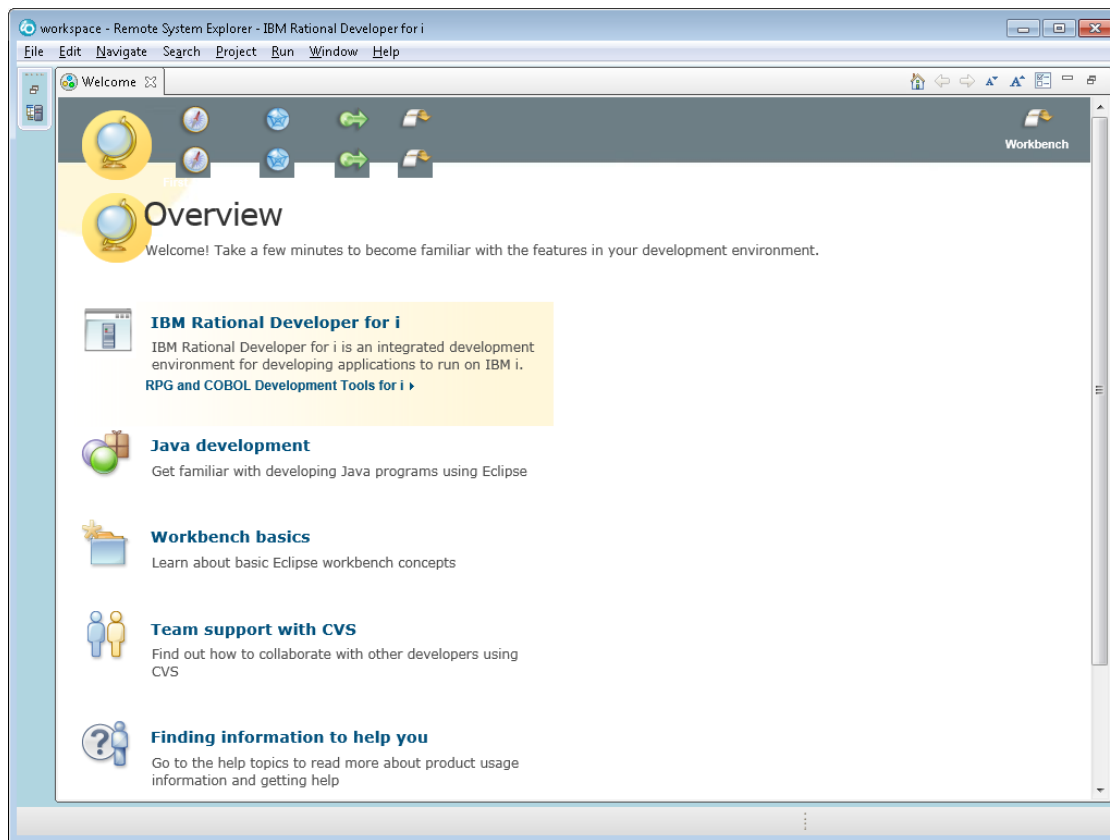 workspace - Remote System Explorer - IBM Rational Developer for i
File Edit Navigate Search Project Run Window Help
Welcome
Workbench
Overview
Welcome! Take a few minutes to become familiar with the features in your development environment.
IBM Rational Developer for i
IBM Rational Developer for i is an integrated development
environment for developing applications to run on IBM i.
RPG and COBOL Development Tools for i
Java development
Get familiar with developing Java programs using Eclipse
Workbench basics
Learn about basic Eclipse workbench concepts
Team support with CVS
Find out how to collaborate with other developers using
CVS
Finding information to help you
Go to the help topics to read more about product usage
information and getting help